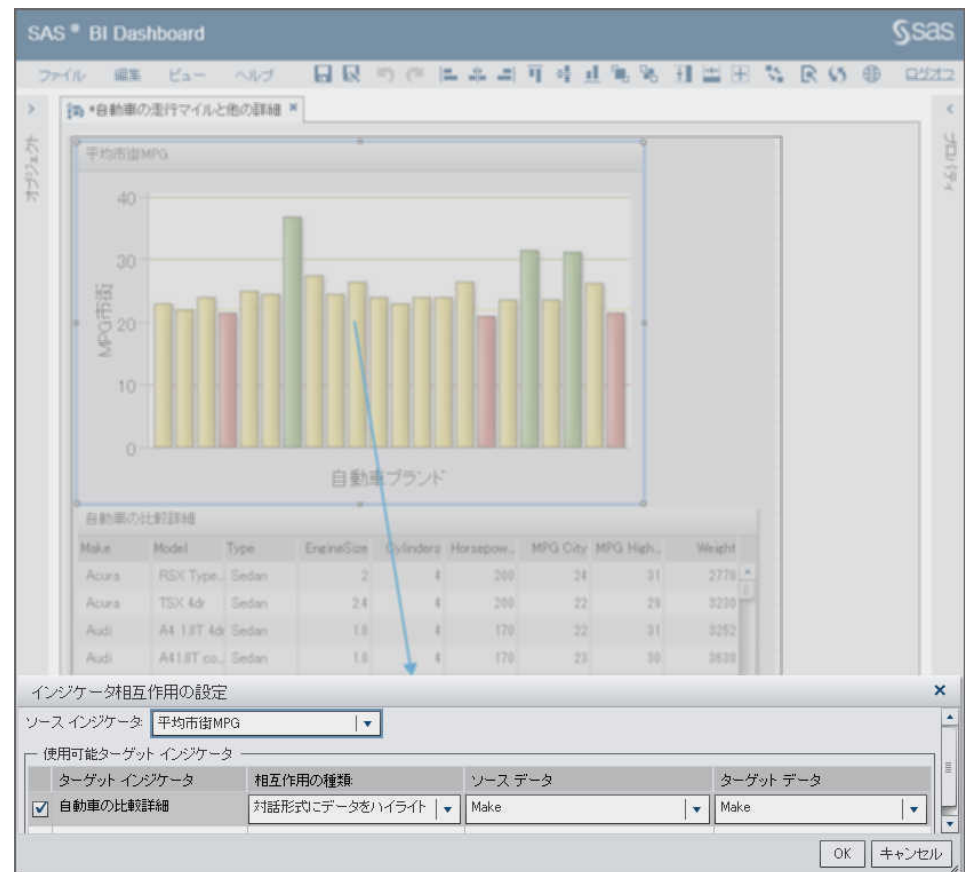 SAS® BI Dashboard
sas
ファイル 編集 ビュー ヘルプ ログオフ
*自動車の走行マイルと他の詳細
オブジェクト
プロパティ
平均市街MPG
40
30
20
10
0
MPG市街
自動車ブランド
自動車の比較詳細
Make Model Type EngineSize Cylinders Horsepow... MPG City MPG High... Weight
Acura RSX Type... Sedan 2 4 200 24 31 2778
Acura TSX 4dr Sedan 2.4 4 200 22 29 3230
Audi A4 1.8T 4dr Sedan 1.8 4 170 22 31 3252
Audi A41.8T co... Sedan 1.8 4 170 23 30 3638
インジケータ相互作用の設定
ソース インジケータ: 平均市街MPG
使用可能ターゲット インジケータ
ターゲット インジケータ 相互作用の種類: ソース データ ターゲット データ
自動車の比較詳細 対話形式にデータをハイライト Make Make
OK キャンセル